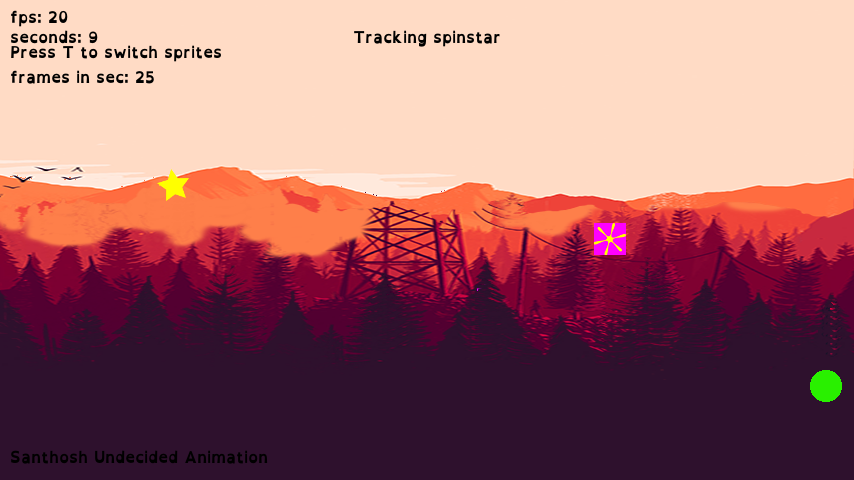 fps: 20
seconds: 9
Tracking spinstar
Press T to switch sprites
frames in sec: 25
Santhosh Undecided Animation